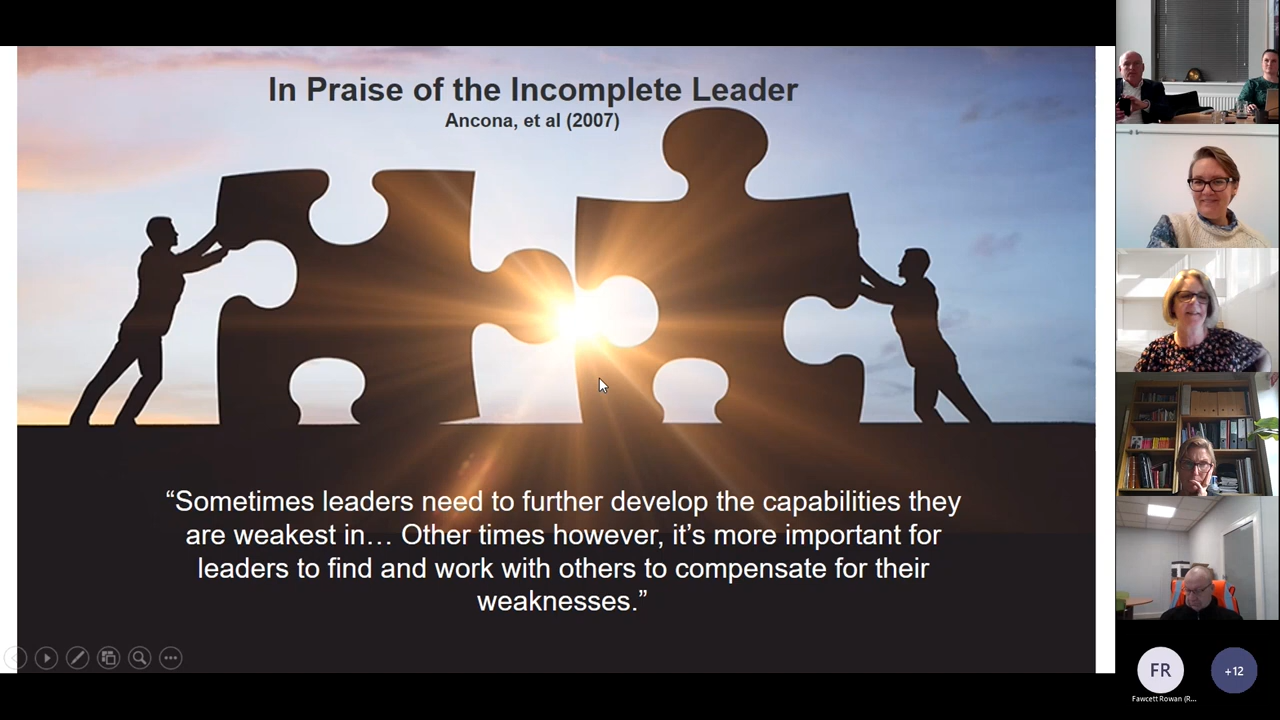 In Praise of the Incomplete Leader
Ancona, et al (2007)
“Sometimes leaders need to further develop the capabilities they
are weakest in… Other times however, it’s more important for
leaders to find and work with others to compensate for their
weaknesses.”
FR
+12
Fawcett Rowan (R...